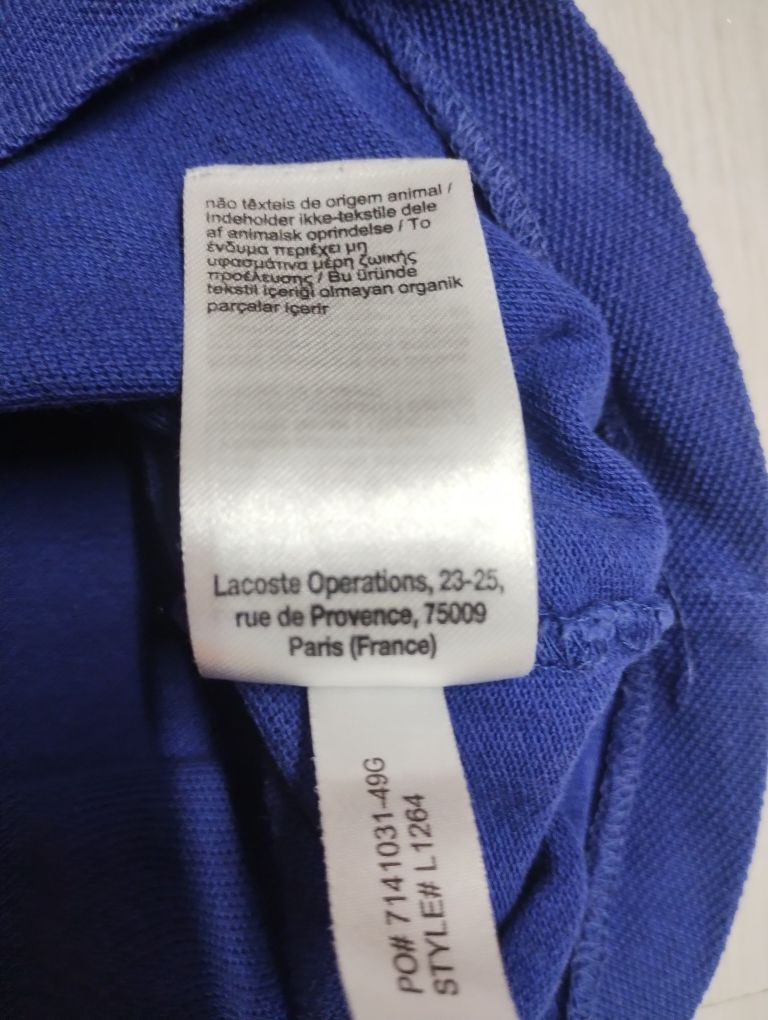 não têxteis de origem animal /
Indeholder ikke-tekstile dele
af animalsk oprindelse / Το
ένδυμα περιέχει μη
υφασμάτινα μέρη ζωικής
προέλευσης / Bu üründe
tekstil içeriği olmayan organik
parçalar içerir
Lacoste Operations, 23-25,
rue de Provence, 75009
Paris (France)
PO# 7141031-49G
STYLE# L1264